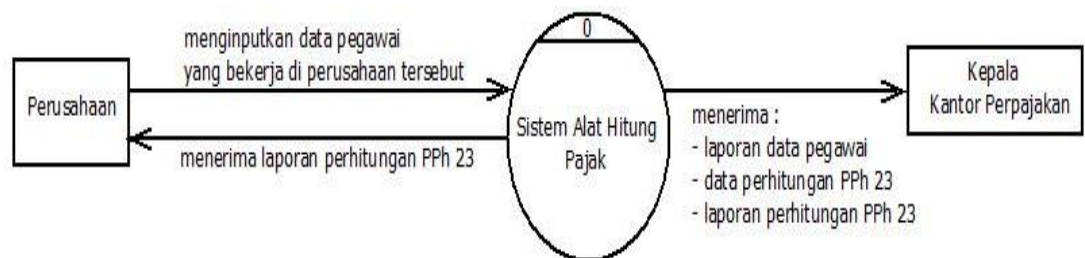 Perusahaan
menginputkan data pegawai
yang bekerja di perusahaan tersebut
menerima laporan perhitungan PPh 23
0
Sistem Alat Hitung
Pajak
menerima :
- laporan data pegawai
- data perhitungan PPh 23
- laporan perhitungan PPh 23
Kepala
Kantor Perpajakan